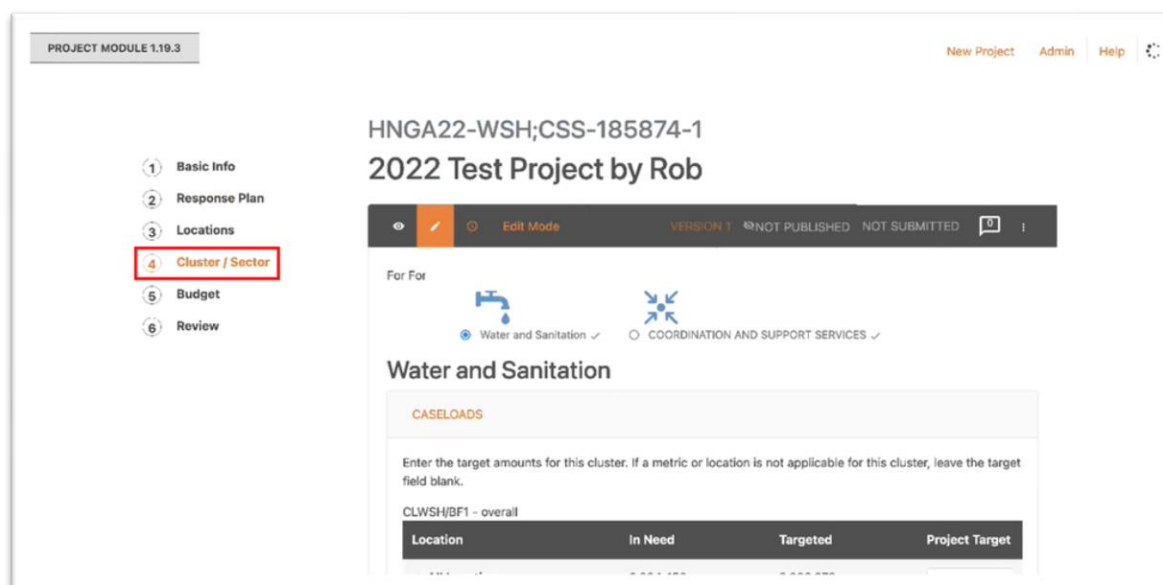 PROJECT MODULE 1.19.3
New Project Admin Help
HNGA22-WSH;CSS-185874-1
2022 Test Project by Rob
1 Basic Info
2 Response Plan
3 Locations
4 Cluster / Sector
5 Budget
6 Review
Edit Mode VERSION 1 NOT PUBLISHED NOT SUBMITTED 0
For For
Water and Sanitation COORDINATION AND SUPPORT SERVICES
Water and Sanitation
CASELOADS
Enter the target amounts for this cluster. If a metric or location is not applicable for this cluster, leave the target
field blank.
CLWSH/BF1 - overall
Location In Need Targeted Project Target